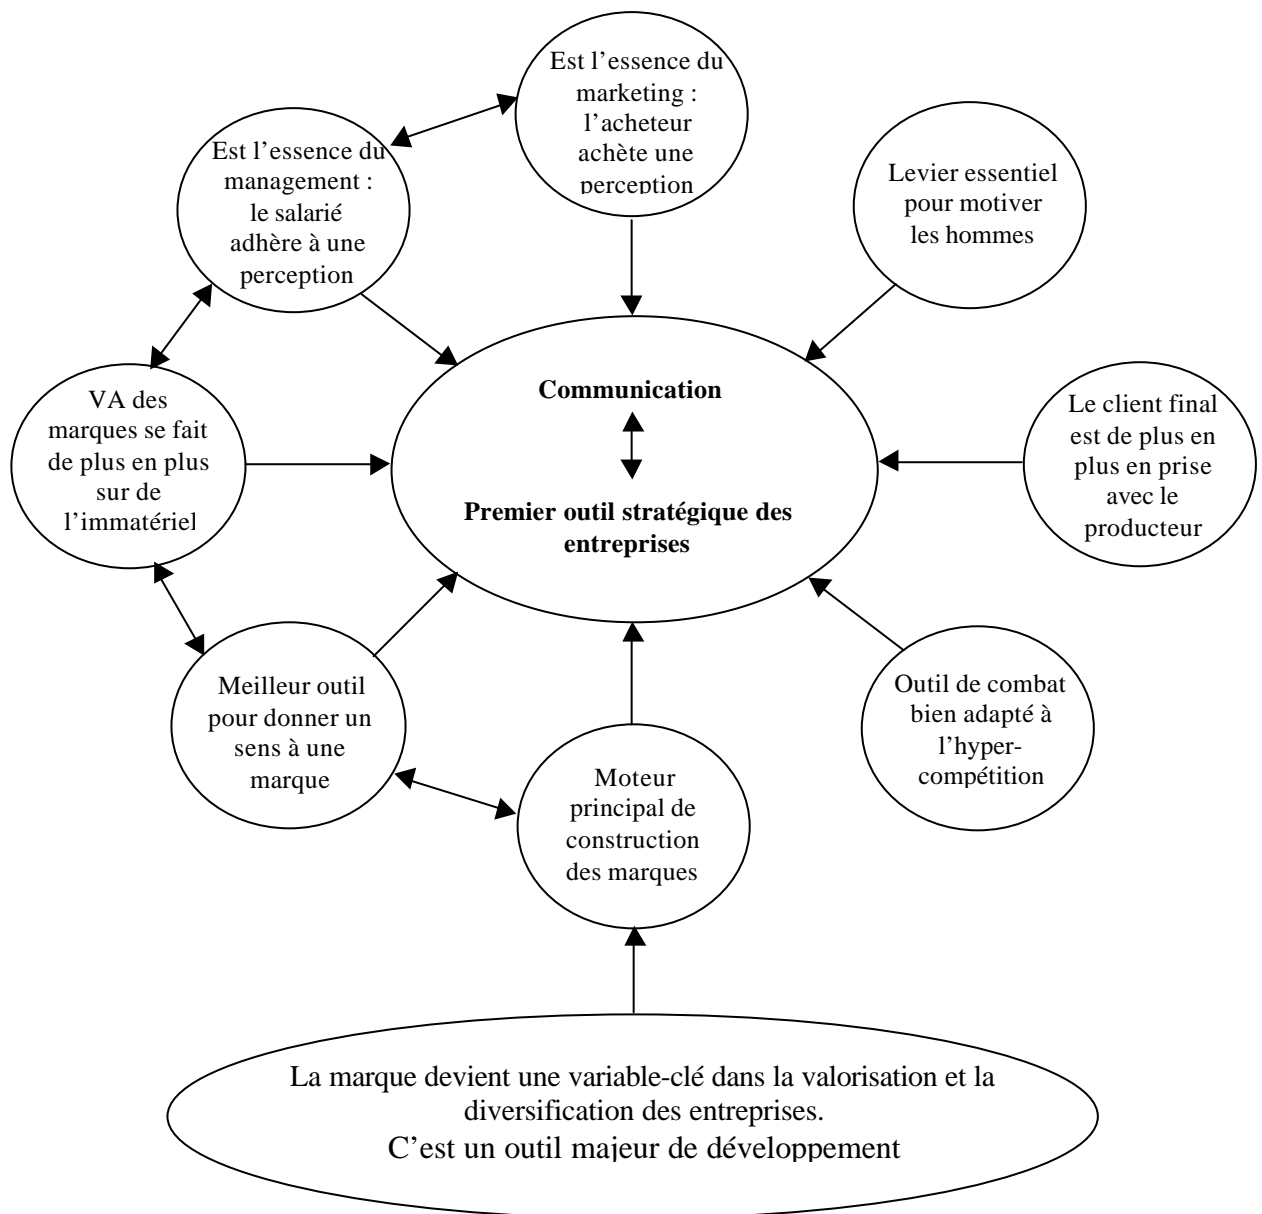 Est l'essence du
marketing :
l'acheteur
achète une
perception
Est l'essence du
management :
le salarié
adhère à une
perception
Levier essentiel
pour motiver
les hommes
VA des
marques se fait
de plus en plus
sur de
l'immatériel
Communication
Premier outil stratégique des
entreprises
Le client final
est de plus en
plus en prise
avec le
producteur
Meilleur outil
pour donner un
sens à une
marque
Moteur
principal de
construction
des marques
Outil de combat
bien adapté à
l'hyper-
compétition
La marque devient une variable-clé dans la valorisation et la
diversification des entreprises.
C'est un outil majeur de développement